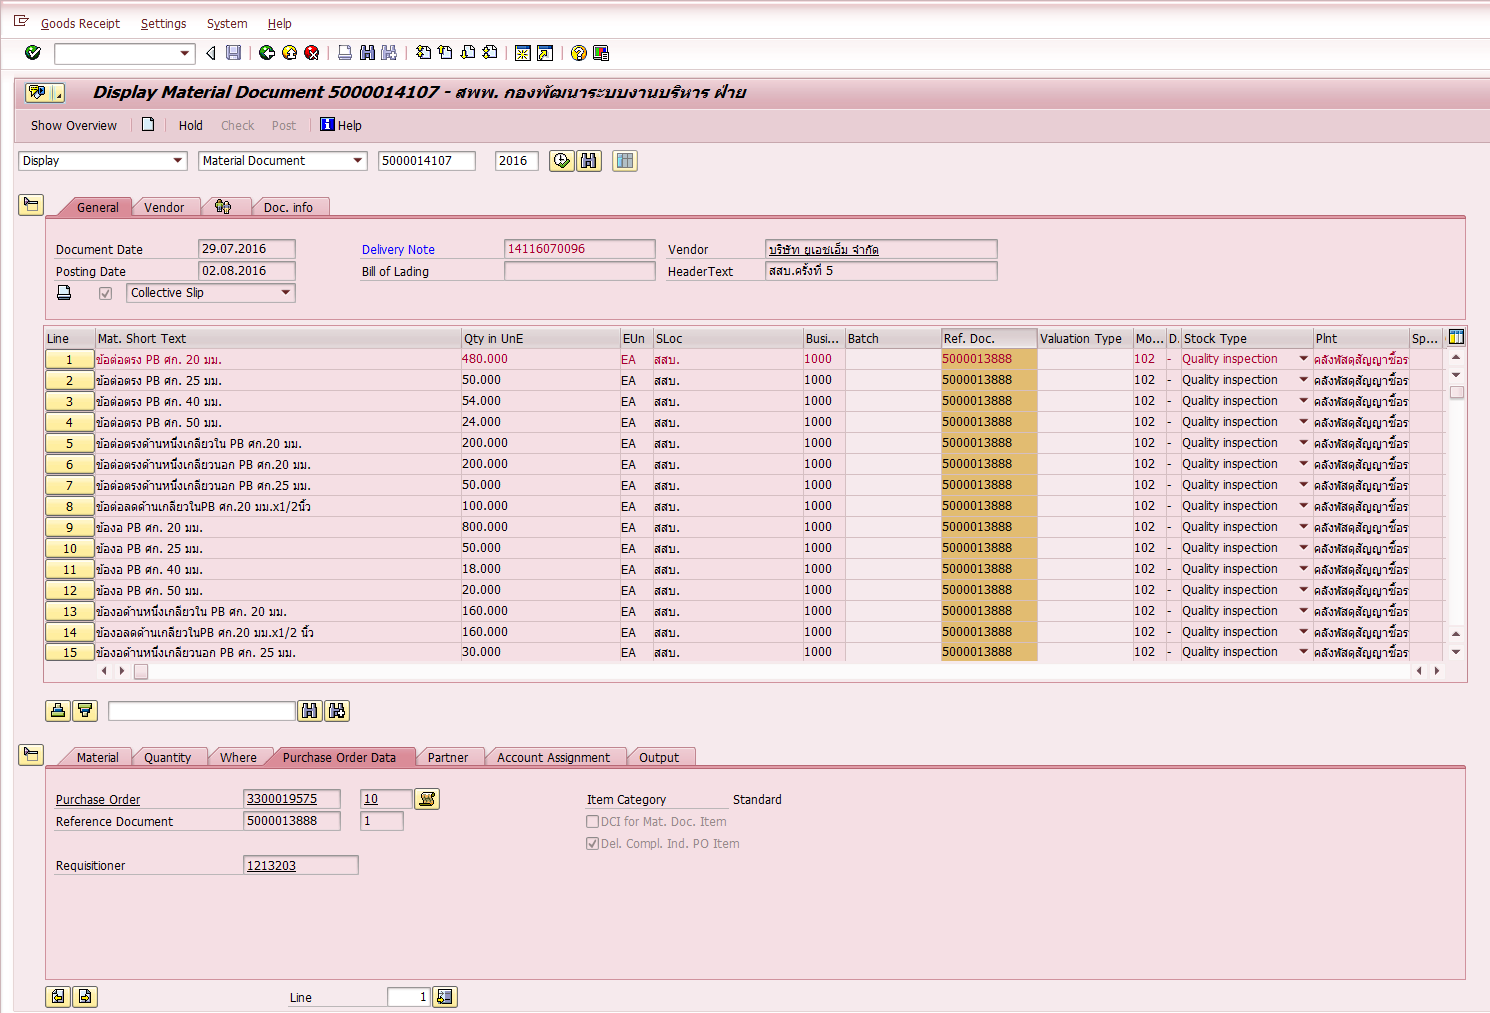 Goods Receipt Settings System Help
Display Material Document 5000014107 - สพพ. กองพัฒนาระบบงานบริหาร ฝ่าย
Show Overview Hold Check Post Help
Display Material Document 5000014107 2016
General Vendor Doc. info
Document Date 29.07.2016 Delivery Note 14116070096 Vendor บริษัท ยูเอชเอ็ม จำกัด
Posting Date 02.08.2016 Bill of Lading HeaderText สสบ.ครั้งที่ 5
Collective Slip
Line Mat. Short Text Qty in UnE EUn SLoc Busi... Batch Ref. Doc. Valuation Type Mo... D. Stock Type Plnt Sp...
1 ข้อต่อตรง PB ศก. 20 มม. 480.000 EA สสบ. 1000 5000013888 102 - Quality inspection คลังพัสดุสัญญาซื้อร
2 ข้อต่อตรง PB ศก. 25 มม. 50.000 EA สสบ. 1000 5000013888 102 - Quality inspection คลังพัสดุสัญญาซื้อร
3 ข้อต่อตรง PB ศก. 40 มม. 54.000 EA สสบ. 1000 5000013888 102 - Quality inspection คลังพัสดุสัญญาซื้อร
4 ข้อต่อตรง PB ศก. 50 มม. 24.000 EA สสบ. 1000 5000013888 102 - Quality inspection คลังพัสดุสัญญาซื้อร
5 ข้อต่อตรงด้านหนึ่งเกลียวใน PB ศก.20 มม. 200.000 EA สสบ. 1000 5000013888 102 - Quality inspection คลังพัสดุสัญญาซื้อร
6 ข้อต่อตรงด้านหนึ่งเกลียวนอก PB ศก.20 มม. 200.000 EA สสบ. 1000 5000013888 102 - Quality inspection คลังพัสดุสัญญาซื้อร
7 ข้อต่อตรงด้านหนึ่งเกลียวนอก PB ศก.25 มม. 50.000 EA สสบ. 1000 5000013888 102 - Quality inspection คลังพัสดุสัญญาซื้อร
8 ข้อต่อลดด้านเกลียวในPB ศก.20 มม.x1/2นิ้ว 100.000 EA สสบ. 1000 5000013888 102 - Quality inspection คลังพัสดุสัญญาซื้อร
9 ข้องอ PB ศก. 20 มม. 800.000 EA สสบ. 1000 5000013888 102 - Quality inspection คลังพัสดุสัญญาซื้อร
10 ข้องอ PB ศก. 25 มม. 50.000 EA สสบ. 1000 5000013888 102 - Quality inspection คลังพัสดุสัญญาซื้อร
11 ข้องอ PB ศก. 40 มม. 18.000 EA สสบ. 1000 5000013888 102 - Quality inspection คลังพัสดุสัญญาซื้อร
12 ข้องอ PB ศก. 50 มม. 20.000 EA สสบ. 1000 5000013888 102 - Quality inspection คลังพัสดุสัญญาซื้อร
13 ข้องอด้านหนึ่งเกลียวใน PB ศก. 20 มม. 160.000 EA สสบ. 1000 5000013888 102 - Quality inspection คลังพัสดุสัญญาซื้อร
14 ข้องอลดด้านเกลียวในPB ศก.20 มม.x1/2 นิ้ว 160.000 EA สสบ. 1000 5000013888 102 - Quality inspection คลังพัสดุสัญญาซื้อร
15 ข้องอด้านหนึ่งเกลียวนอก PB ศก. 25 มม. 30.000 EA สสบ. 1000 5000013888 102 - Quality inspection คลังพัสดุสัญญาซื้อร
Material Quantity Where Purchase Order Data Partner Account Assignment Output
Purchase Order 3300019575 10 Item Category Standard
Reference Document 5000013888 1 DCI for Mat. Doc. Item
Del. Compl. Ind. PO Item
Requisitioner 1213203
Line 1